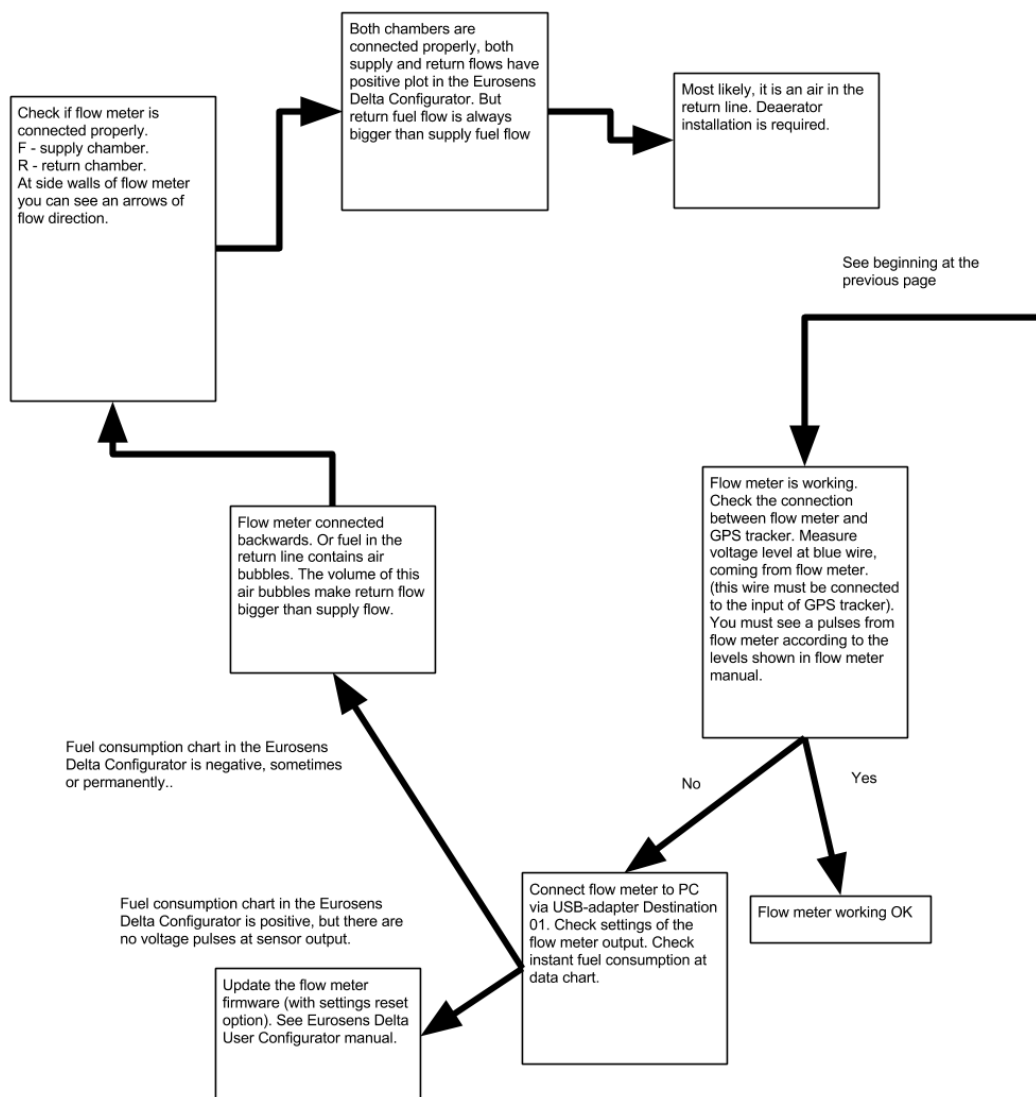 Both chambers are
connected properly, both
supply and return flows have
positive plot in the Eurosens
Delta Configurator. But
return fuel flow is always
bigger than supply fuel flow
Most likely, it is an air in the
return line. Deaerator
installation is required.
Check if flow meter is
connected properly.
F - supply chamber.
R - return chamber.
At side walls of flow meter
you can see an arrows of
flow direction.
See beginning at the
previous page
Flow meter is working.
Check the connection
between flow meter and
GPS tracker. Measure
voltage level at blue wire,
coming from flow meter.
(this wire must be connected
to the input of GPS tracker).
You must see a pulses from
flow meter according to the
levels shown in flow meter
manual.
Flow meter connected
backwards. Or fuel in the
return line contains air
bubbles. The volume of this
air bubbles make return flow
bigger than supply flow.
Fuel consumption chart in the Eurosens
Delta Configurator is negative, sometimes
or permanently..
No
Yes
Connect flow meter to PC
via USB-adapter Destination
01. Check settings of the
flow meter output. Check
instant fuel consumption at
data chart.
Flow meter working OK
Fuel consumption chart in the Eurosens
Delta Configurator is positive, but there are
no voltage pulses at sensor output.
Update the flow meter
firmware (with settings reset
option). See Eurosens Delta
User Configurator manual.